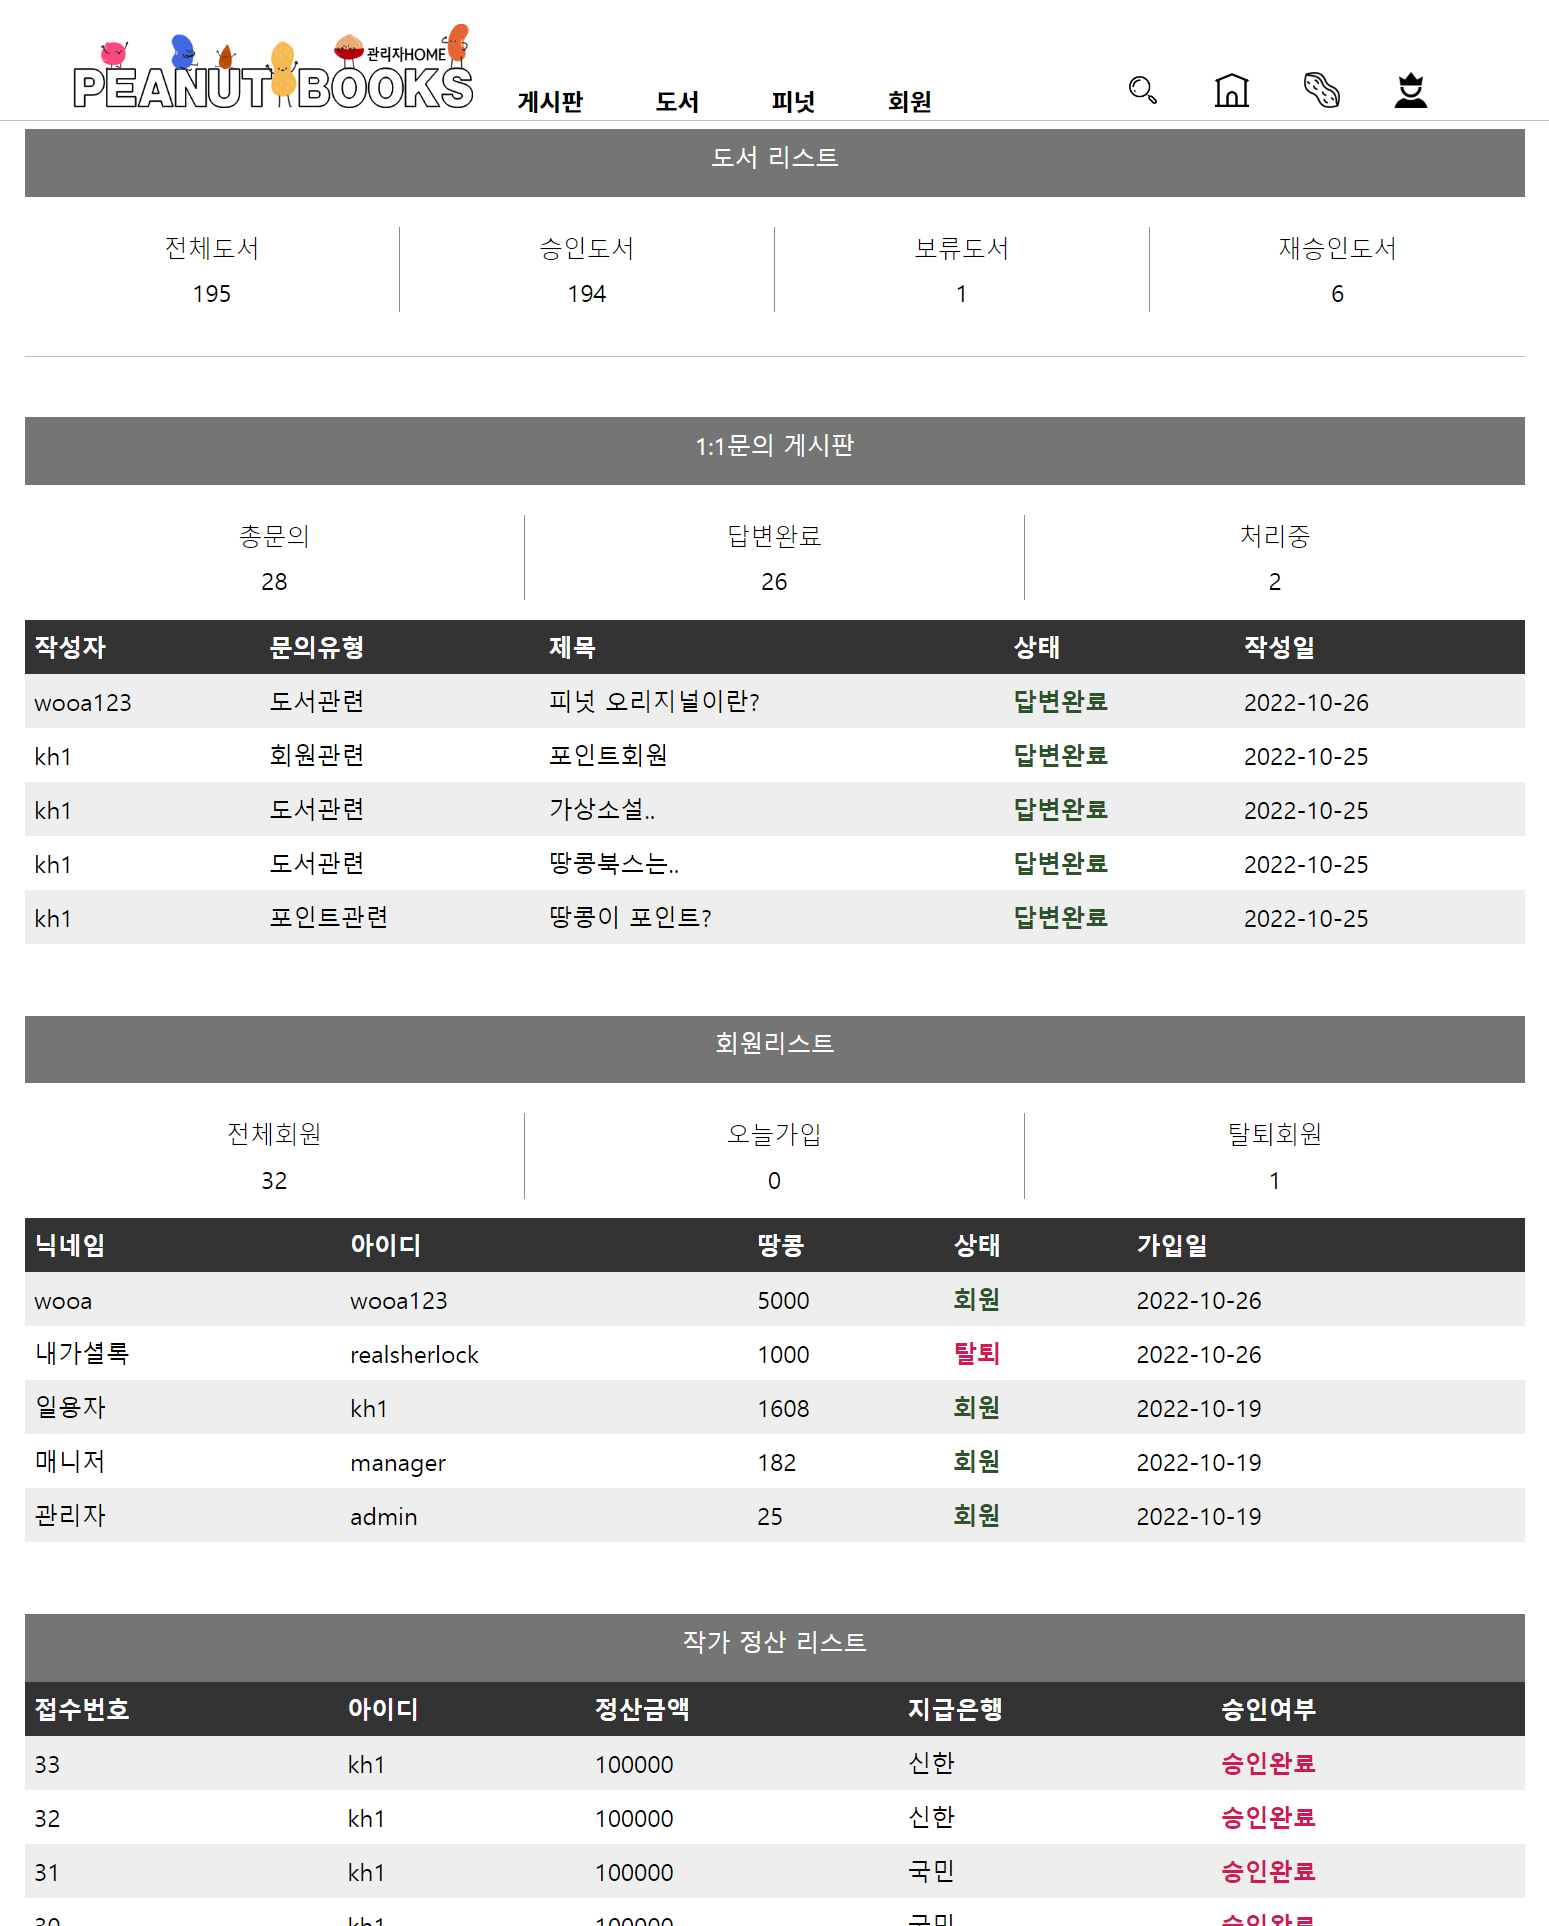 PEANUT BOOKS 관리자HOME
게시판 도서 피넛 회원
도서 리스트
전체도서 승인도서 보류도서 재승인도서
195 194 1 6
1:1문의 게시판
총문의 답변완료 처리중
28 26 2
작성자 문의유형 제목 상태 작성일
wooa123 도서관련 피넛 오리지널이란? 답변완료 2022-10-26
kh1 회원관련 포인트회원 답변완료 2022-10-25
kh1 도서관련 가상소설.. 답변완료 2022-10-25
kh1 도서관련 땅콩북스는.. 답변완료 2022-10-25
kh1 포인트관련 땅콩이 포인트? 답변완료 2022-10-25
회원리스트
전체회원 오늘가입 탈퇴회원
32 0 1
닉네임 아이디 땅콩 상태 가입일
wooa wooa123 5000 회원 2022-10-26
내가셜록 realsherlock 1000 탈퇴 2022-10-26
일용자 kh1 1608 회원 2022-10-19
매니저 manager 182 회원 2022-10-19
관리자 admin 25 회원 2022-10-19
작가 정산 리스트
접수번호 아이디 정산금액 지급은행 승인여부
33 kh1 100000 신한 승인완료
32 kh1 100000 신한 승인완료
31 kh1 100000 국민 승인완료
30 kh1 100000 국민 승인완료